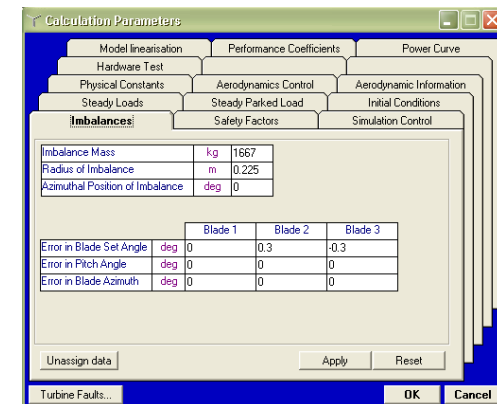 Calculation Parameters
Model linearisation Performance Coefficients Power Curve
Hardware Test
Physical Constants Aerodynamics Control Aerodynamic Information
Steady Loads Steady Parked Load Initial Conditions
Imbalances Safety Factors Simulation Control
Imbalance Mass kg 1667
Radius of Imbalance m 0.225
Azimuthal Position of Imbalance deg 0
Blade 1 Blade 2 Blade 3
Error in Blade Set Angle deg 0 0.3 -0.3
Error in Pitch Angle deg 0 0 0
Error in Blade Azimuth deg 0 0 0
Unassign data Apply Reset
Turbine Faults... OK Cancel